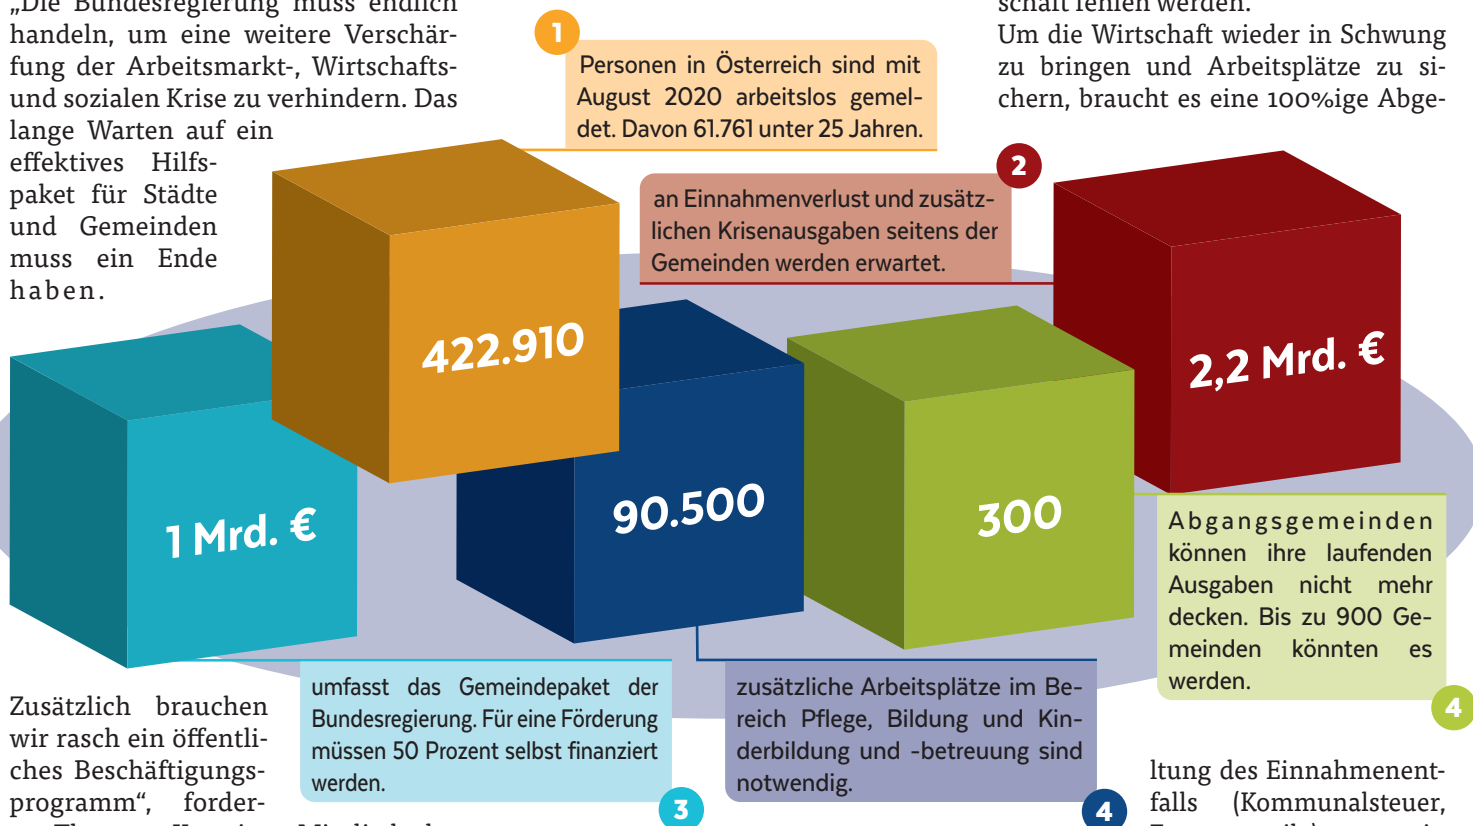 „Die Bundesregierung muss endlich
handeln, um eine weitere Verschär-
fung der Arbeitsmarkt-, Wirtschafts-
und sozialen Krise zu verhindern. Das
lange Warten auf ein
effektives Hilfs-
paket für Städte
und Gemeinden
muss ein Ende
haben.
1
Personen in Österreich sind mit
August 2020 arbeitslos gemel-
det. Davon 61.761 unter 25 Jahren.
schaft fehlen werden.
Um die Wirtschaft wieder in Schwung
zu bringen und Arbeitsplätze zu si-
chern, braucht es eine 100%ige Abge-
2
an Einnahmenverlust und zusätz-
lichen Krisenausgaben seitens der
Gemeinden werden erwartet.
422.910
2,2 Mrd. €
1 Mrd. €
90.500
300
Abgangsgemeinden
können ihre laufenden
Ausgaben nicht mehr
decken. Bis zu 900 Ge-
meinden könnten es
werden.
4
umfasst das Gemeindepaket der
Bundesregierung. Für eine Förderung
müssen 50 Prozent selbst finanziert
werden.
3
zusätzliche Arbeitsplätze im Be-
reich Pflege, Bildung und Kin-
derbildung und -betreuung sind
notwendig.
4
Zusätzlich brauchen
wir rasch ein öffentli-
ches Beschäftigungs-
programm“, forder-
ltung des Einnahmenent-
falls (Kommunalsteuer,